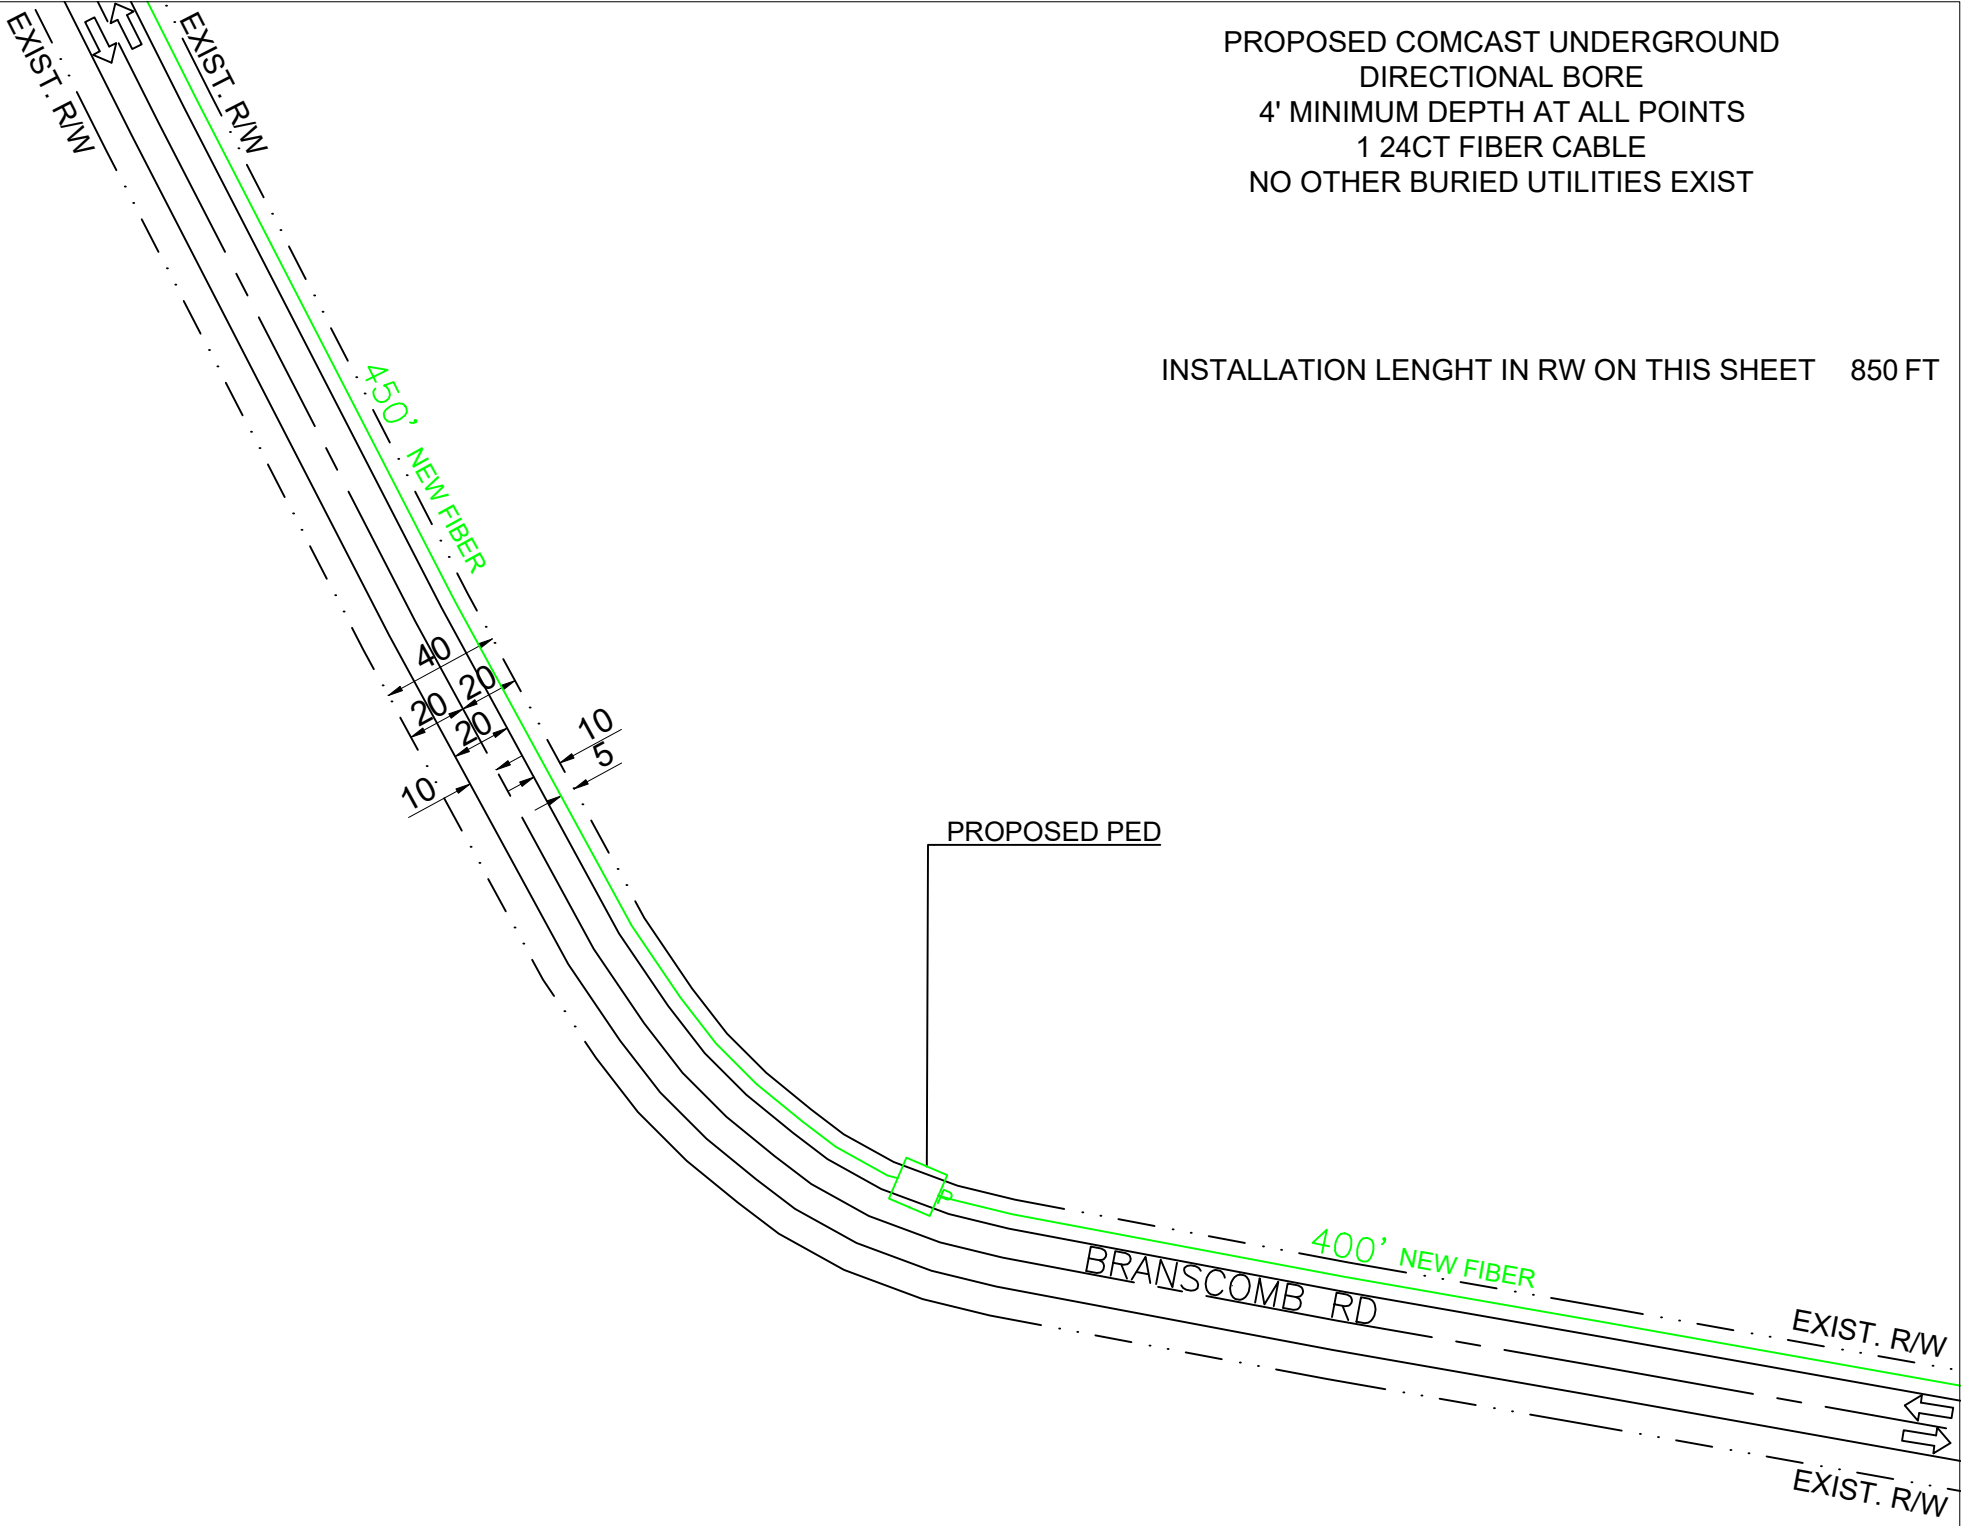 PROPOSED COMCAST UNDERGROUND
DIRECTIONAL BORE
4' MINIMUM DEPTH AT ALL POINTS
1 24CT FIBER CABLE
NO OTHER BURIED UTILITIES EXIST
EXIST. R/W
EXIST. R/W
INSTALLATION LENGHT IN RW ON THIS SHEET 850 FT
450' NEW FIBER
40
20
20
20
10
5
10
PROPOSED PED
P
400' NEW FIBER
BRANSCOMB RD
EXIST. R/W
EXIST. R/W